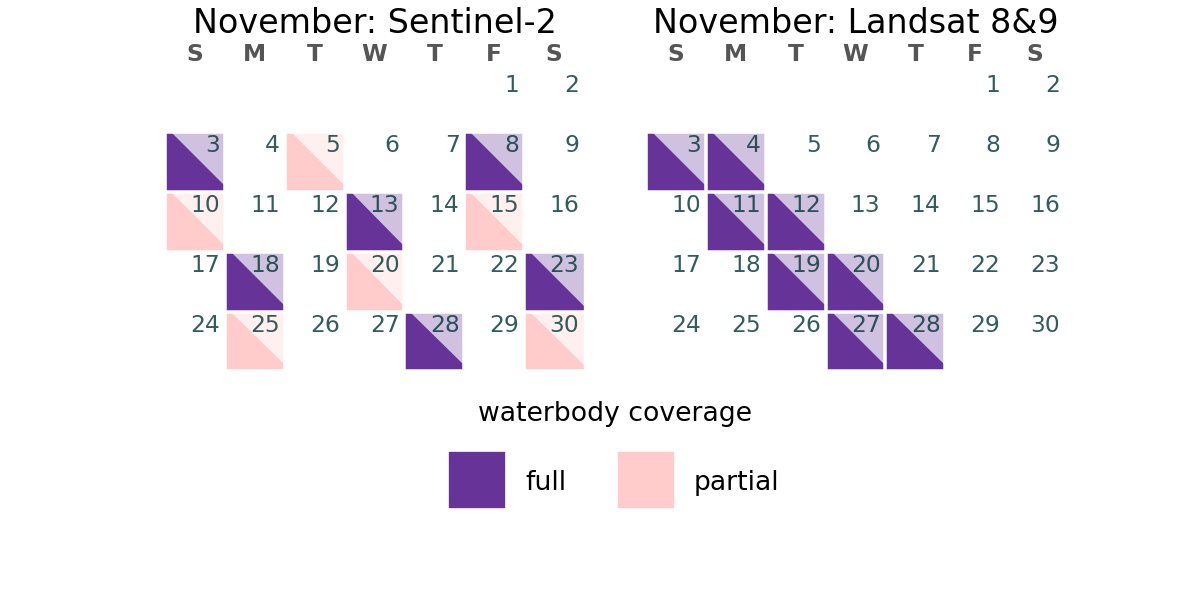 November: Sentinel-2
S M T W T F S
1 2
3 4 5 6 7 8 9
10 11 12 13 14 15 16
17 18 19 20 21 22 23
24 25 26 27 28 29 30
November: Landsat 8&9
S M T W T F S
1 2
3 4 5 6 7 8 9
10 11 12 13 14 15 16
17 18 19 20 21 22 23
24 25 26 27 28 29 30
waterbody coverage
full
partial